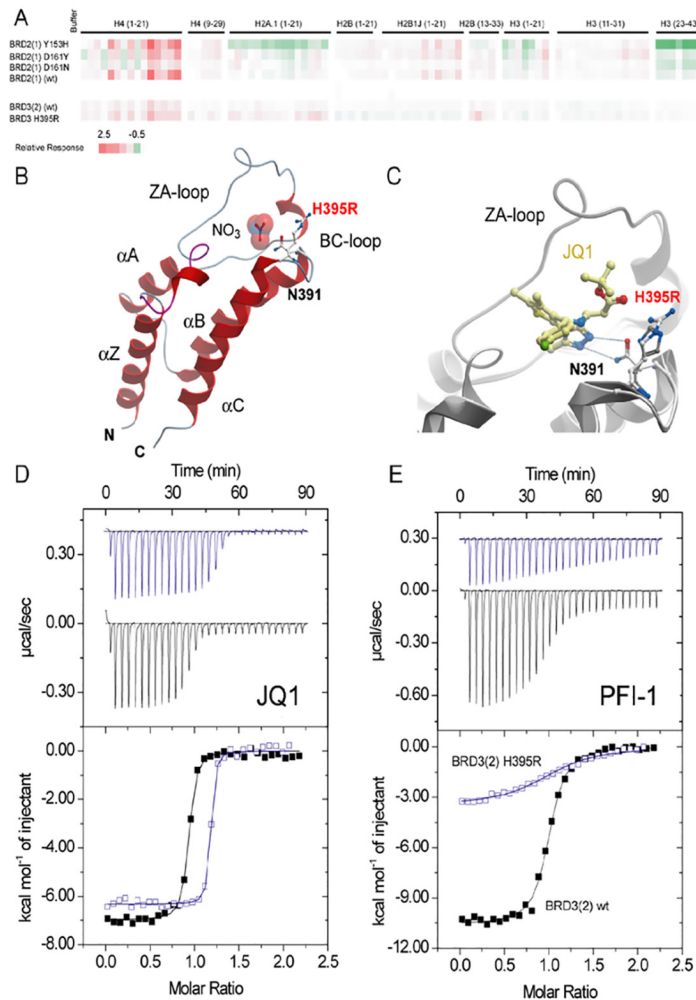 A
Buffer
H4 (1-21) H4 (9-29) H2A.1 (1-21) H2B (1-21) H2B1J (1-21) H2B (13-33) H3 (1-21) H3 (11-31) H3 (23-43
BRD2(1) Y153H
BRD2(1) D161Y
BRD2(1) D161N
BRD2(1) (wt)
BRD3(2) (wt)
BRD3 H395R
Relative Response
2.5 -0.5
B
ZA-loop
NO3
H395R
BC-loop
N391
αA
αB
αZ
αC
N
C
C
ZA-loop
JQ1
H395R
N391
D
Time (min)
0 30 60 90
0.30
0.00
-0.30
µcal/sec
JQ1
0.00
-2.00
-4.00
-6.00
-8.00
kcal mol⁻¹ of injectant
0.0 0.5 1.0 1.5 2.0 2.5
Molar Ratio
E
Time (min)
0 15 30 45 60 75 90
0.30
0.00
-0.30
-0.60
µcal/sec
PFI-1
0.00
-3.00
-6.00
-9.00
-12.00
kcal mol⁻¹ of injectant
BRD3(2) H395R
BRD3(2) wt
0.0 0.5 1.0 1.5 2.0 2.5
Molar Ratio